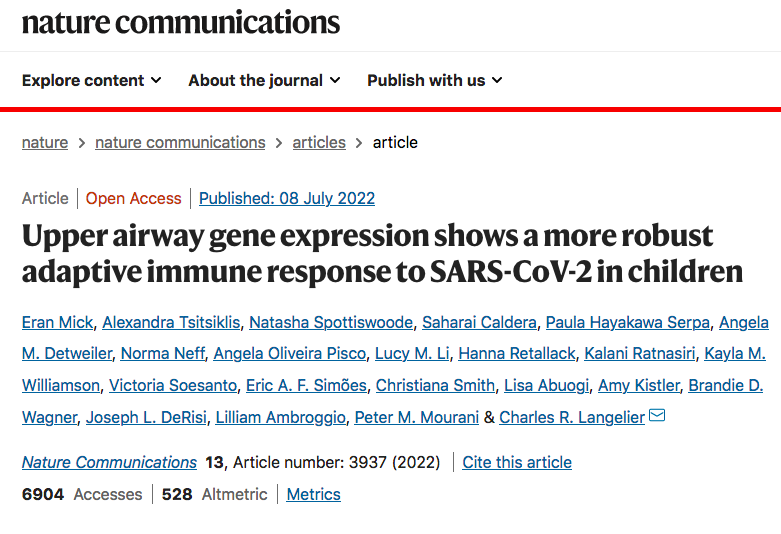 nature communications
Explore content About the journal Publish with us
nature > nature communications > articles > article
Article | Open Access | Published: 08 July 2022
Upper airway gene expression shows a more robust
adaptive immune response to SARS-CoV-2 in children
Eran Mick, Alexandra Tsitsiklis, Natasha Spottiswoode, Saharai Caldera, Paula Hayakawa Serpa, Angela
M. Detweiler, Norma Neff, Angela Oliveira Pisco, Lucy M. Li, Hanna Retallack, Kalani Ratnasiri, Kayla M.
Williamson, Victoria Soesanto, Eric A. F. Simões, Christiana Smith, Lisa Abuogi, Amy Kistler, Brandie D.
Wagner, Joseph L. DeRisi, Lilliam Ambroggio, Peter M. Mourani & Charles R. Langelier
Nature Communications 13, Article number: 3937 (2022) | Cite this article
6904 Accesses | 528 Altmetric | Metrics